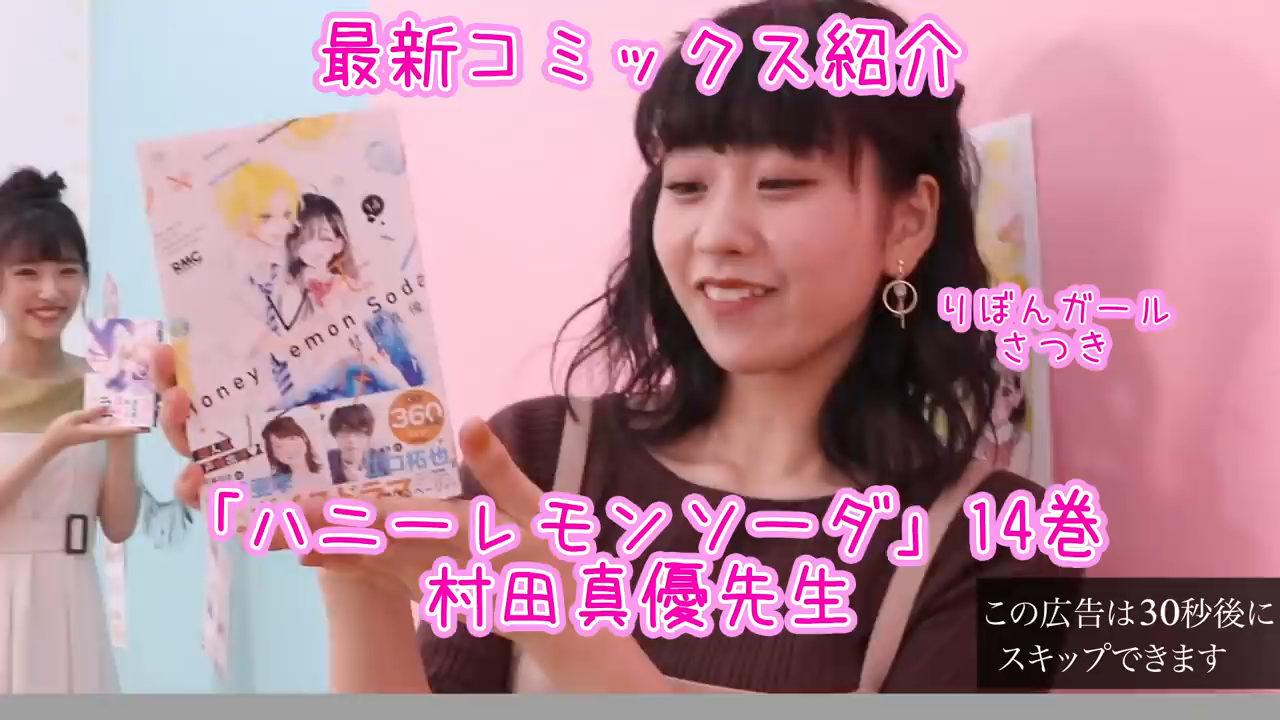 最新コミックス紹介
RMC
14
Honey Lemon Soda
360
りぼんガール
さつき
「ハニーレモンソーダ」14巻
村田真優先生
この広告は30秒後に
スキップできます